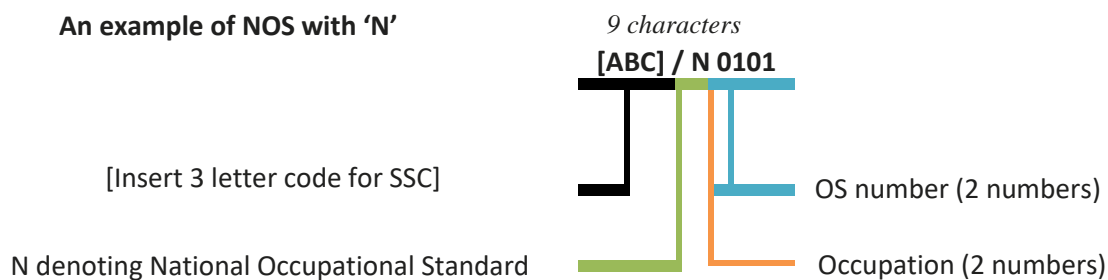 An example of NOS with ‘N’
9 characters
[ABC] / N 0101
[Insert 3 letter code for SSC]
OS number (2 numbers)
N denoting National Occupational Standard
Occupation (2 numbers)